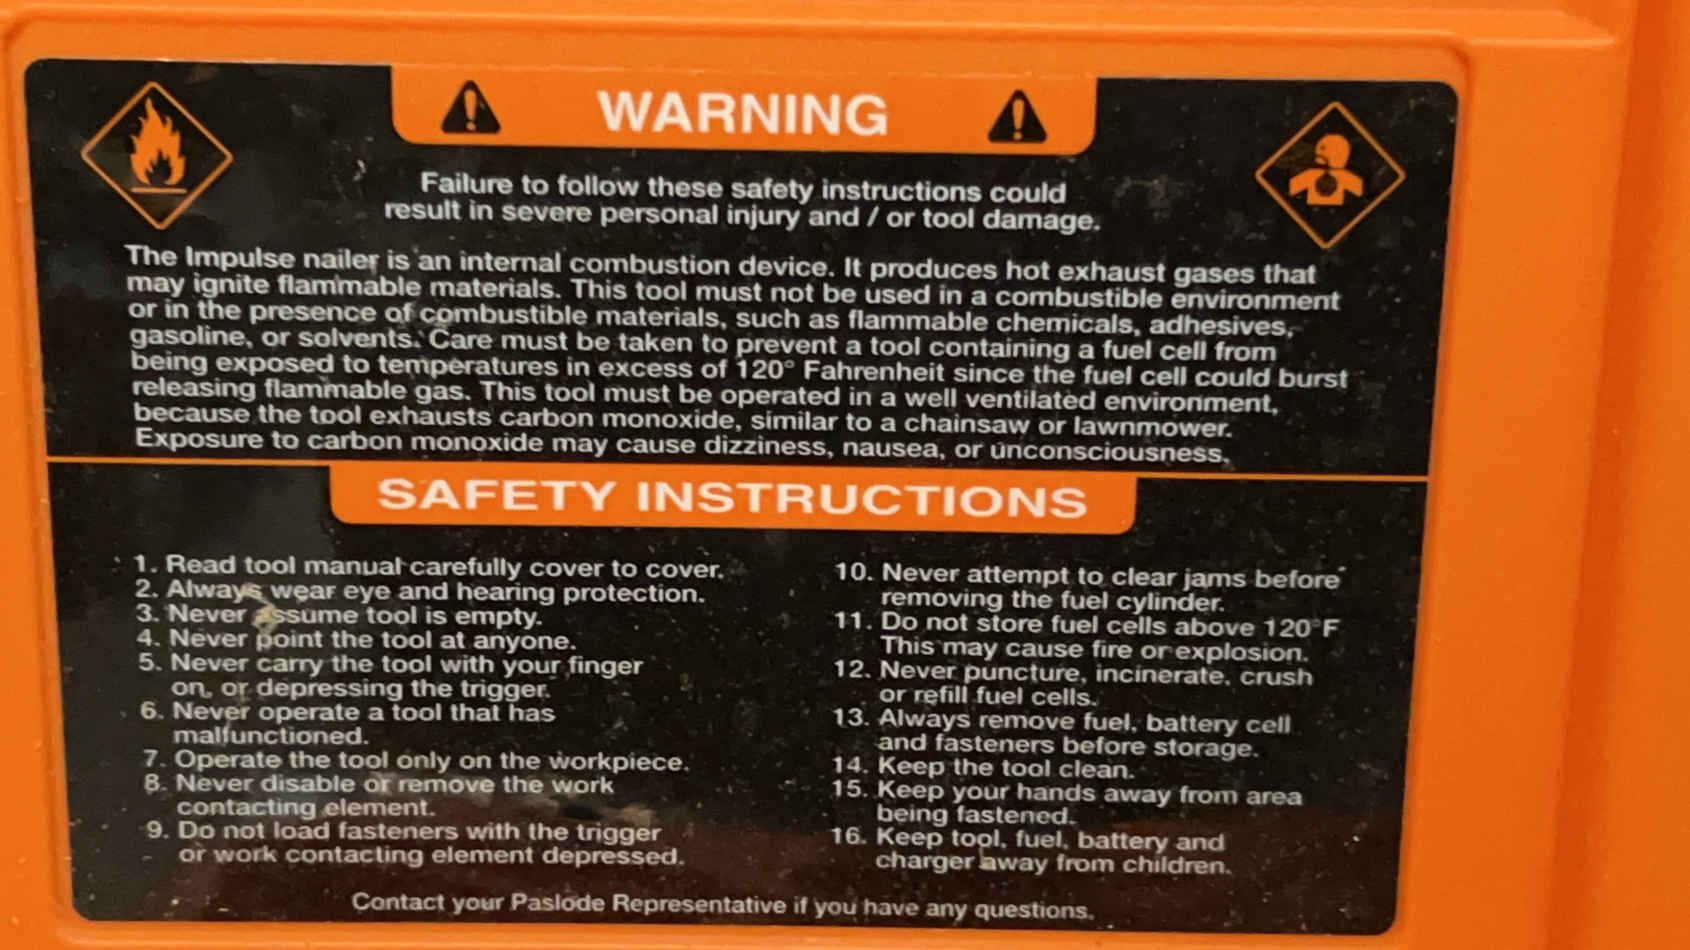 WARNING
Failure to follow these safety instructions could
result in severe personal injury and / or tool damage.
The Impulse nailer is an internal combustion device. It produces hot exhaust gases that
may ignite flammable materials. This tool must not be used in a combustible environment
or in the presence of combustible materials, such as flammable chemicals, adhesives,
gasoline, or solvents. Care must be taken to prevent a tool containing a fuel cell from
being exposed to temperatures in excess of 120° Fahrenheit since the fuel cell could burst
releasing flammable gas. This tool must be operated in a well ventilated environment,
because the tool exhausts carbon monoxide, similar to a chainsaw or lawnmower.
Exposure to carbon monoxide may cause dizziness, nausea, or unconsciousness.
SAFETY INSTRUCTIONS
1. Read tool manual carefully cover to cover.
2. Always wear eye and hearing protection.
3. Never assume tool is empty.
4. Never point the tool at anyone.
5. Never carry the tool with your finger
on, or depressing the trigger.
6. Never operate a tool that has
malfunctioned.
7. Operate the tool only on the workpiece.
8. Never disable or remove the work
contacting element.
9. Do not load fasteners with the trigger
or work contacting element depressed.
10. Never attempt to clear jams before
removing the fuel cylinder.
11. Do not store fuel cells above 120°F
This may cause fire or explosion.
12. Never puncture, incinerate, crush
or refill fuel cells.
13. Always remove fuel, battery cell
and fasteners before storage.
14. Keep the tool clean.
15. Keep your hands away from area
being fastened.
16. Keep tool, fuel, battery and
charger away from children.
Contact your Paslode Representative if you have any questions.